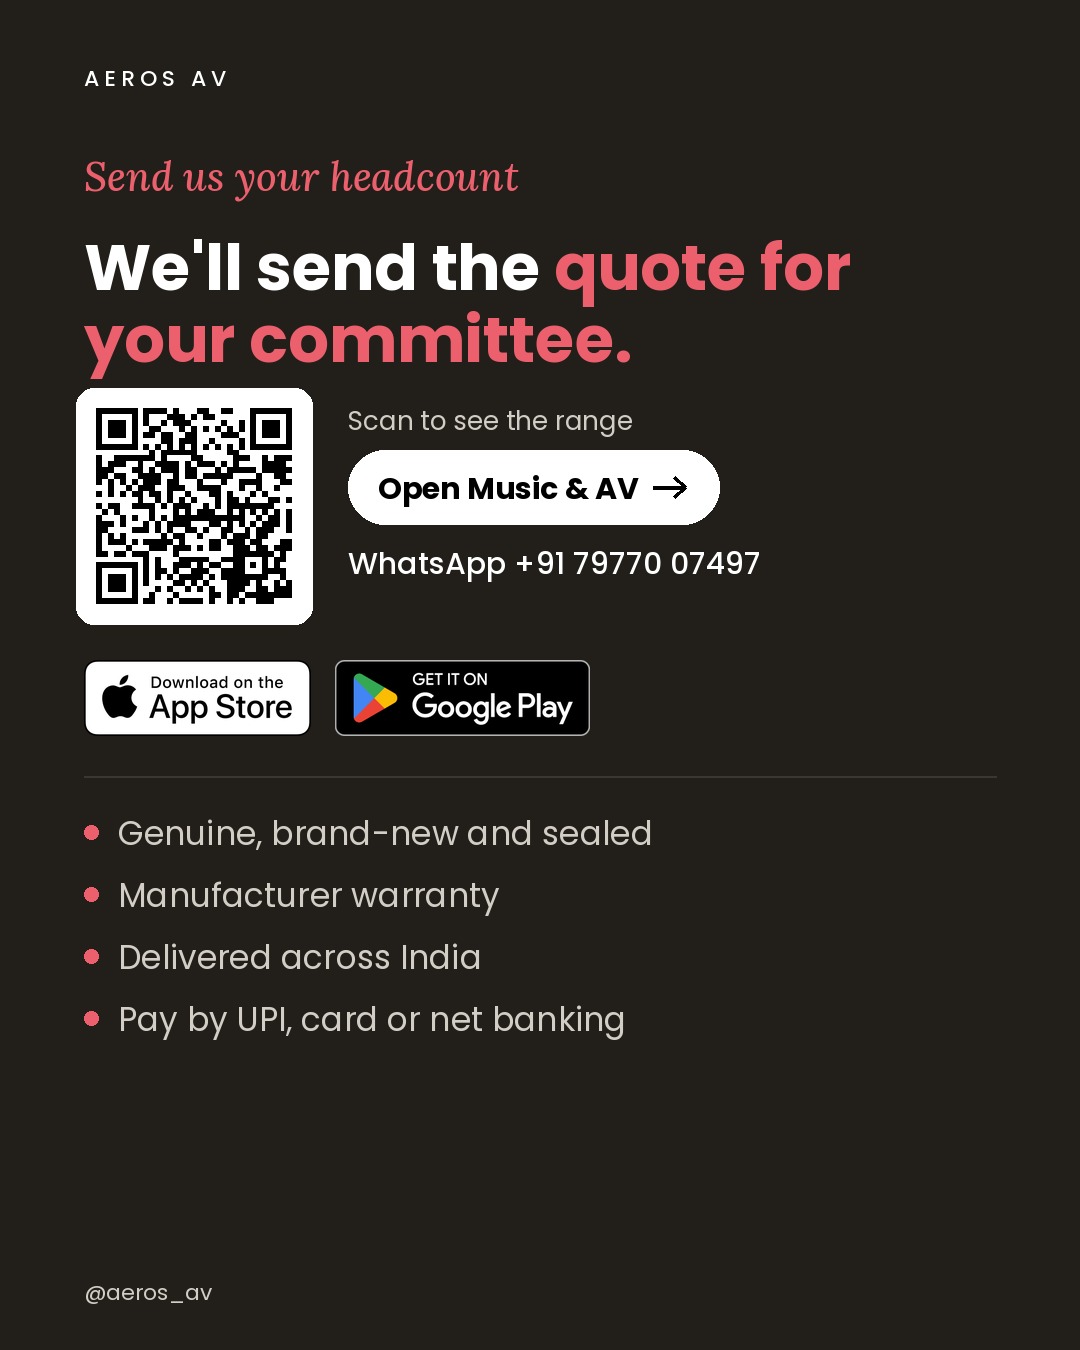 AEROS AV
Send us your headcount
We'll send the quote for
your committee.
Scan to see the range
Open Music & AV →
WhatsApp +91 79770 07497
Download on the
App Store
GET IT ON
Google Play
Genuine, brand-new and sealed
Manufacturer warranty
Delivered across India
Pay by UPI, card or net banking
@aeros_av